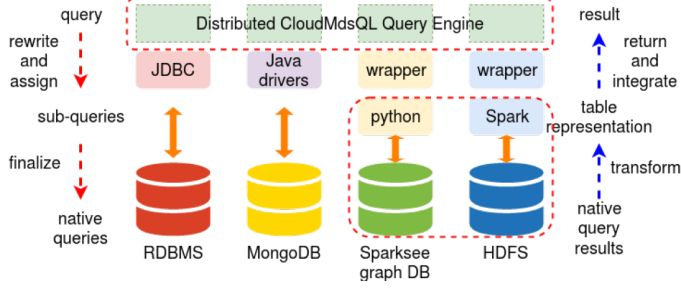 query
rewrite
and
assign
sub-queries
finalize
native
queries
Distributed CloudMdsQL Query Engine
JDBC
Java
drivers
wrapper
wrapper
python
Spark
RDBMS
MongoDB
Sparksee
graph DB
HDFS
result
return
and
integrate
table
representation
transform
native
query
results